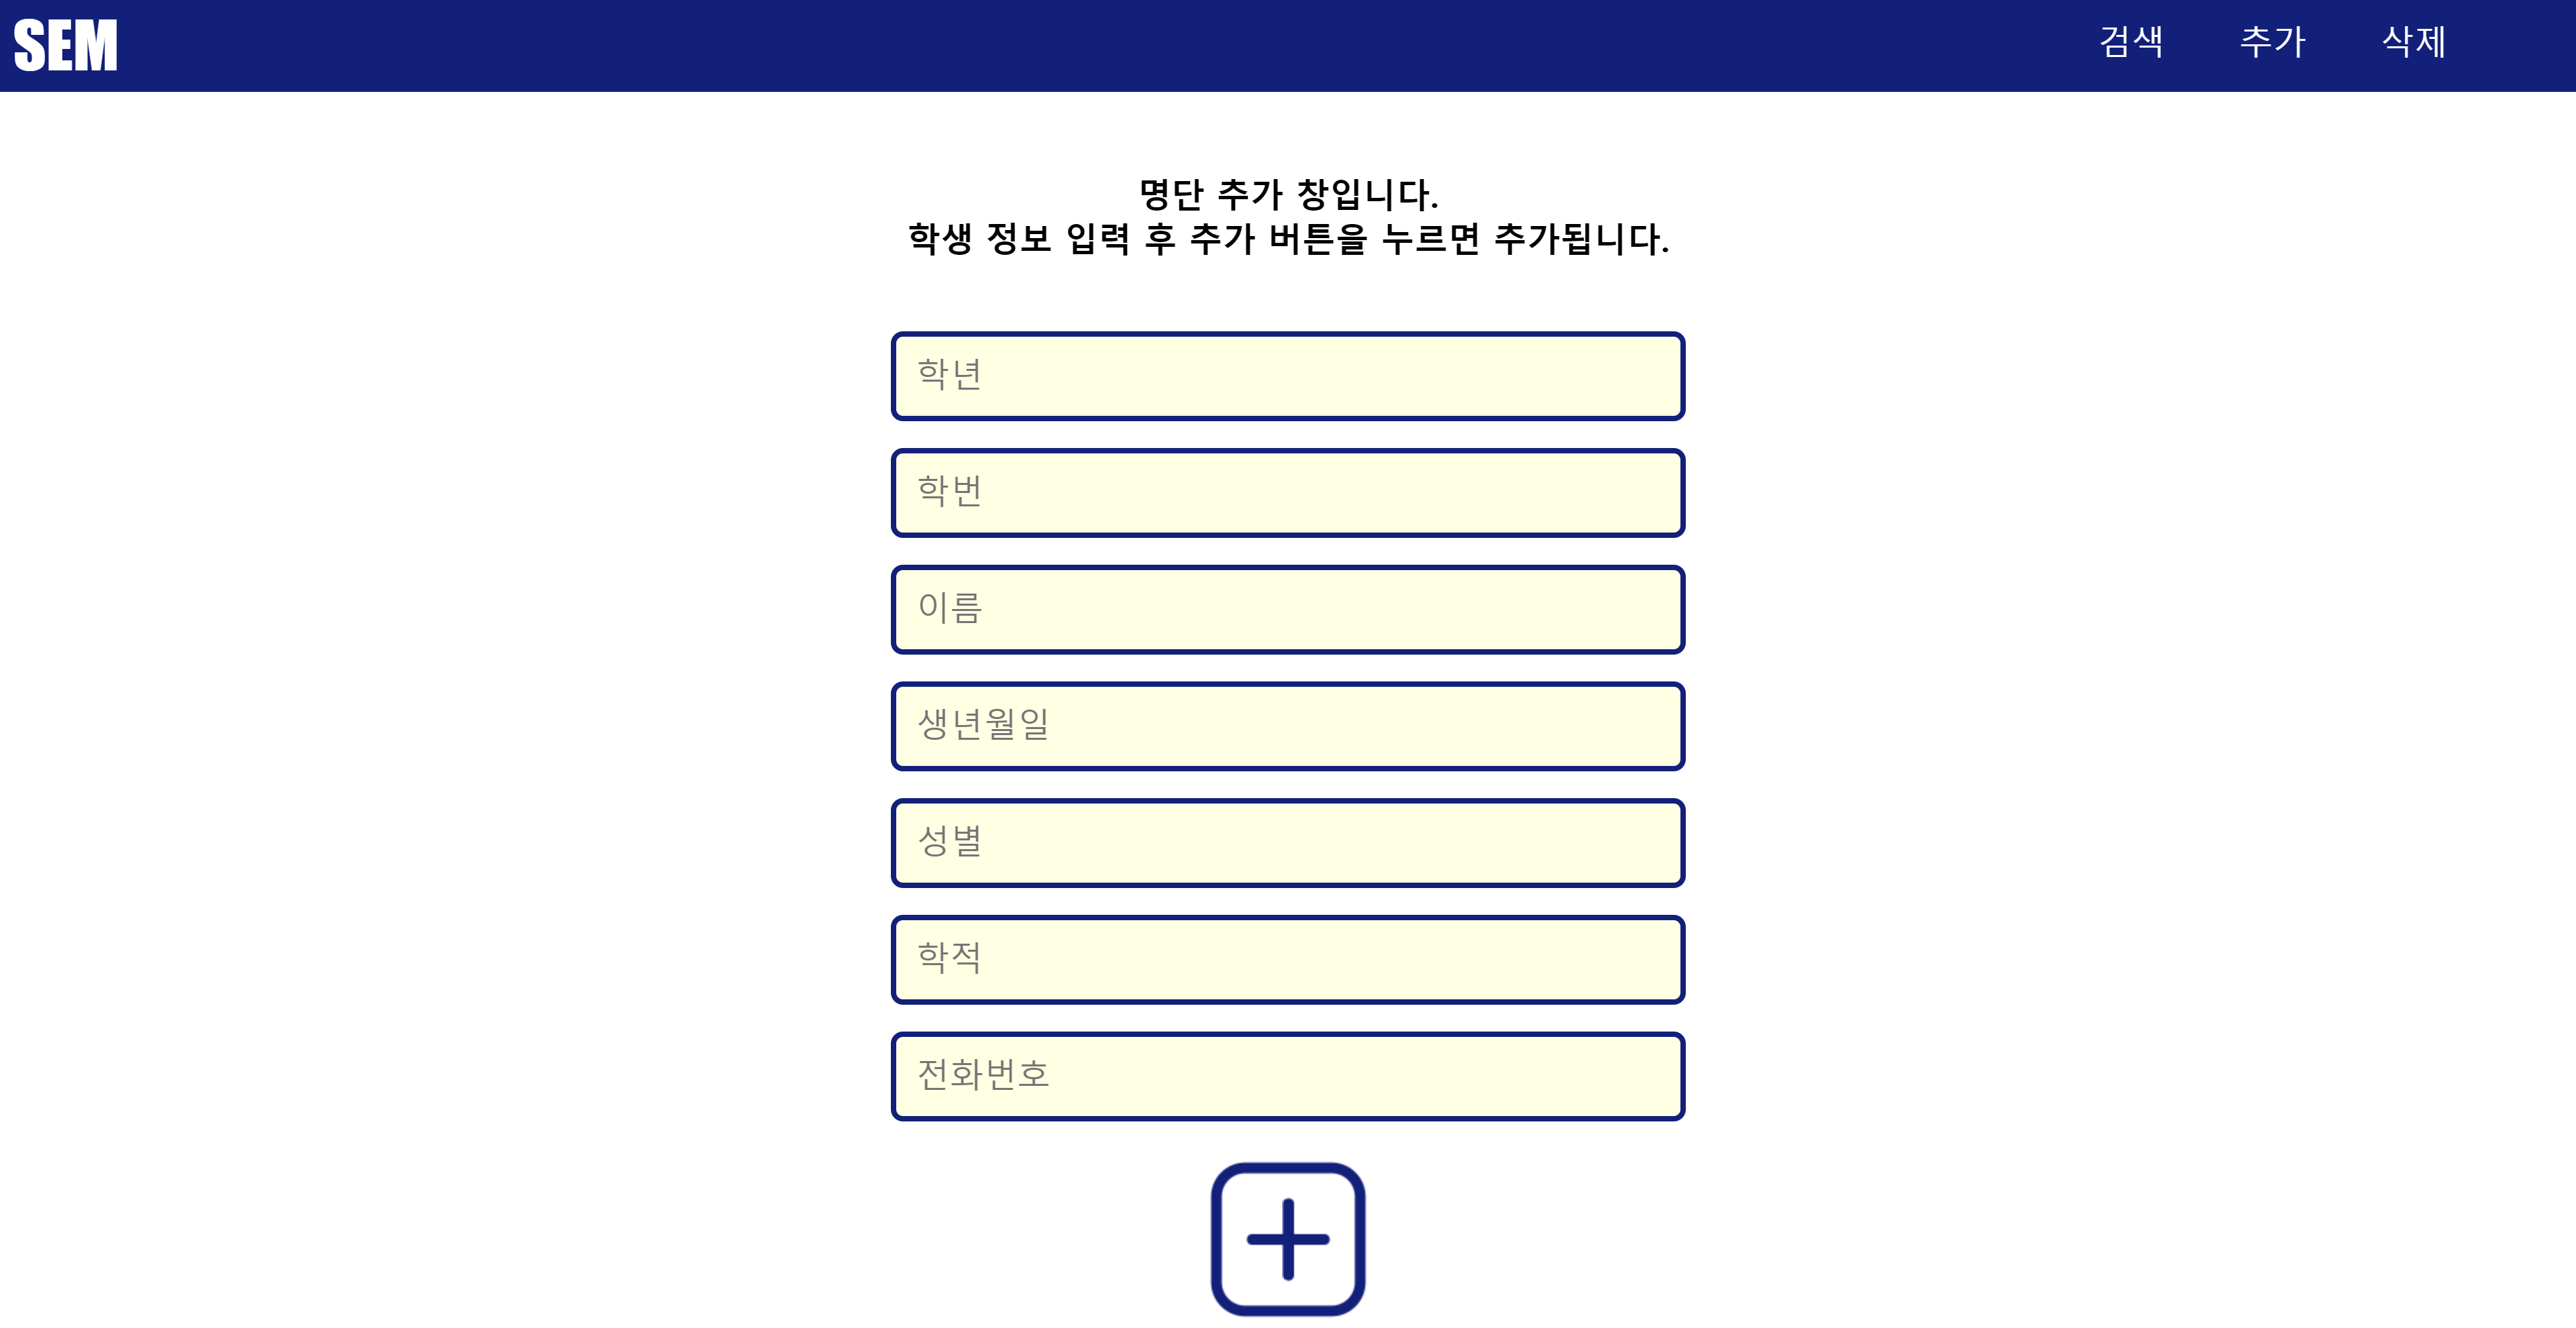 SEM
검색 추가 삭제
명단 추가 창입니다.
학생 정보 입력 후 추가 버튼을 누르면 추가됩니다.
학년
학번
이름
생년월일
성별
학적
전화번호